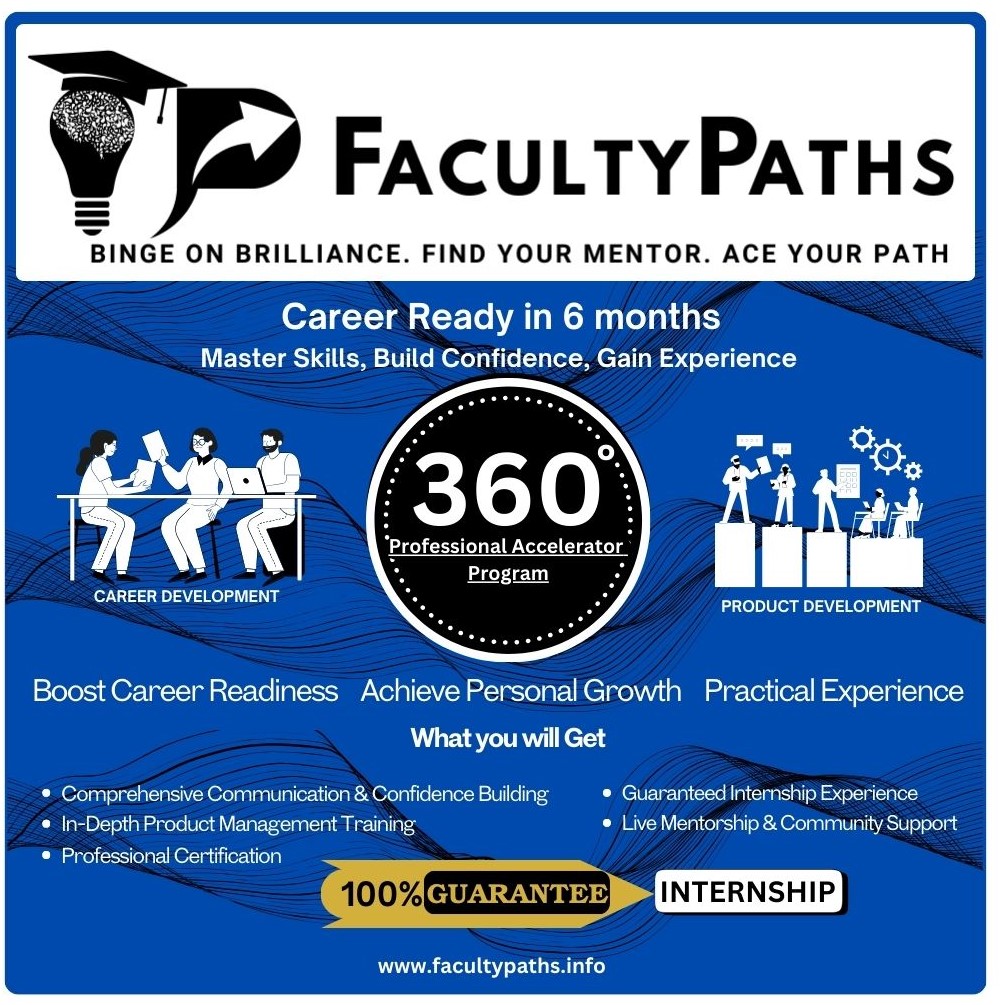 FACULTYPATHS
BINGE ON BRILLIANCE. FIND YOUR MENTOR. ACE YOUR PATH
Career Ready in 6 months
Master Skills, Build Confidence, Gain Experience
360°
Professional Accelerator
Program
CAREER DEVELOPMENT
PRODUCT DEVELOPMENT
Boost Career Readiness Achieve Personal Growth Practical Experience
What you will Get
• Comprehensive Communication & Confidence Building
• In-Depth Product Management Training
• Professional Certification
• Guaranteed Internship Experience
• Live Mentorship & Community Support
100% GUARANTEE INTERNSHIP
www.facultypaths.info